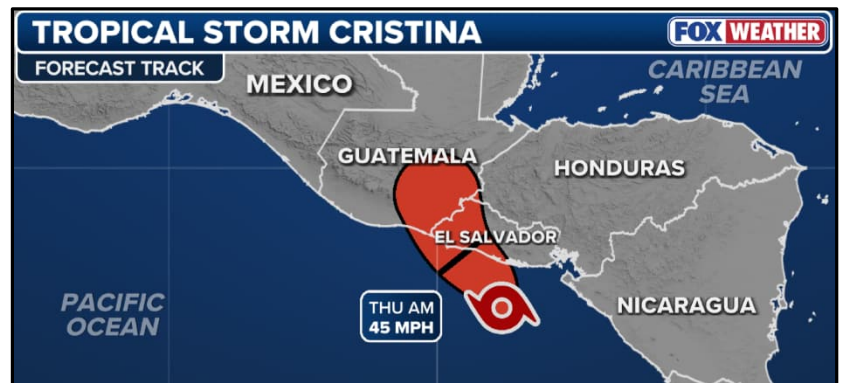 TROPICAL STORM CRISTINA
FOX WEATHER
FORECAST TRACK
CARIBBEAN
SEA
MEXICO
GUATEMALA
HONDURAS
EL SALVADOR
PACIFIC
OCEAN
THU AM
45 MPH
NICARAGUA